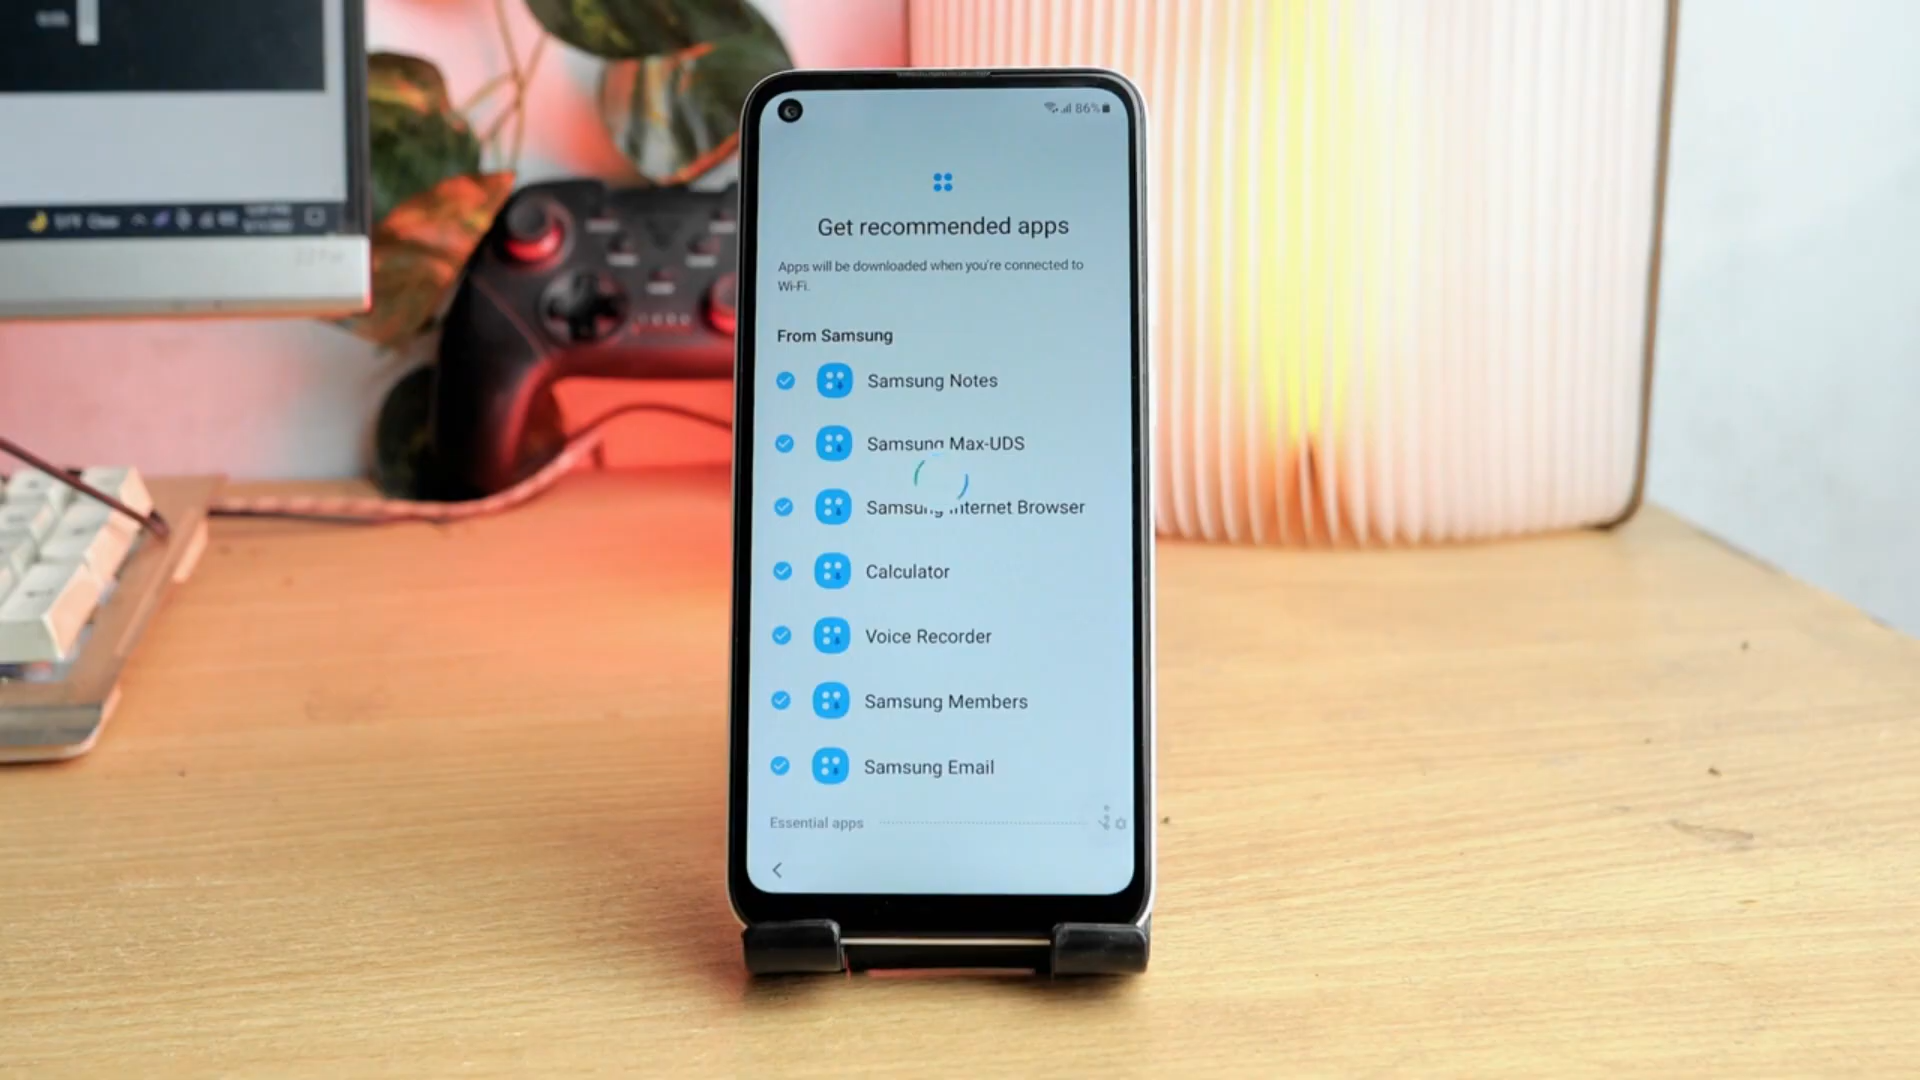 86%
Get recommended apps
Apps will be downloaded when you're connected to
Wi-Fi.
From Samsung
Samsung Notes
Samsung Max-UDS
Samsung Internet Browser
Calculator
Voice Recorder
Samsung Members
Samsung Email
Essential apps